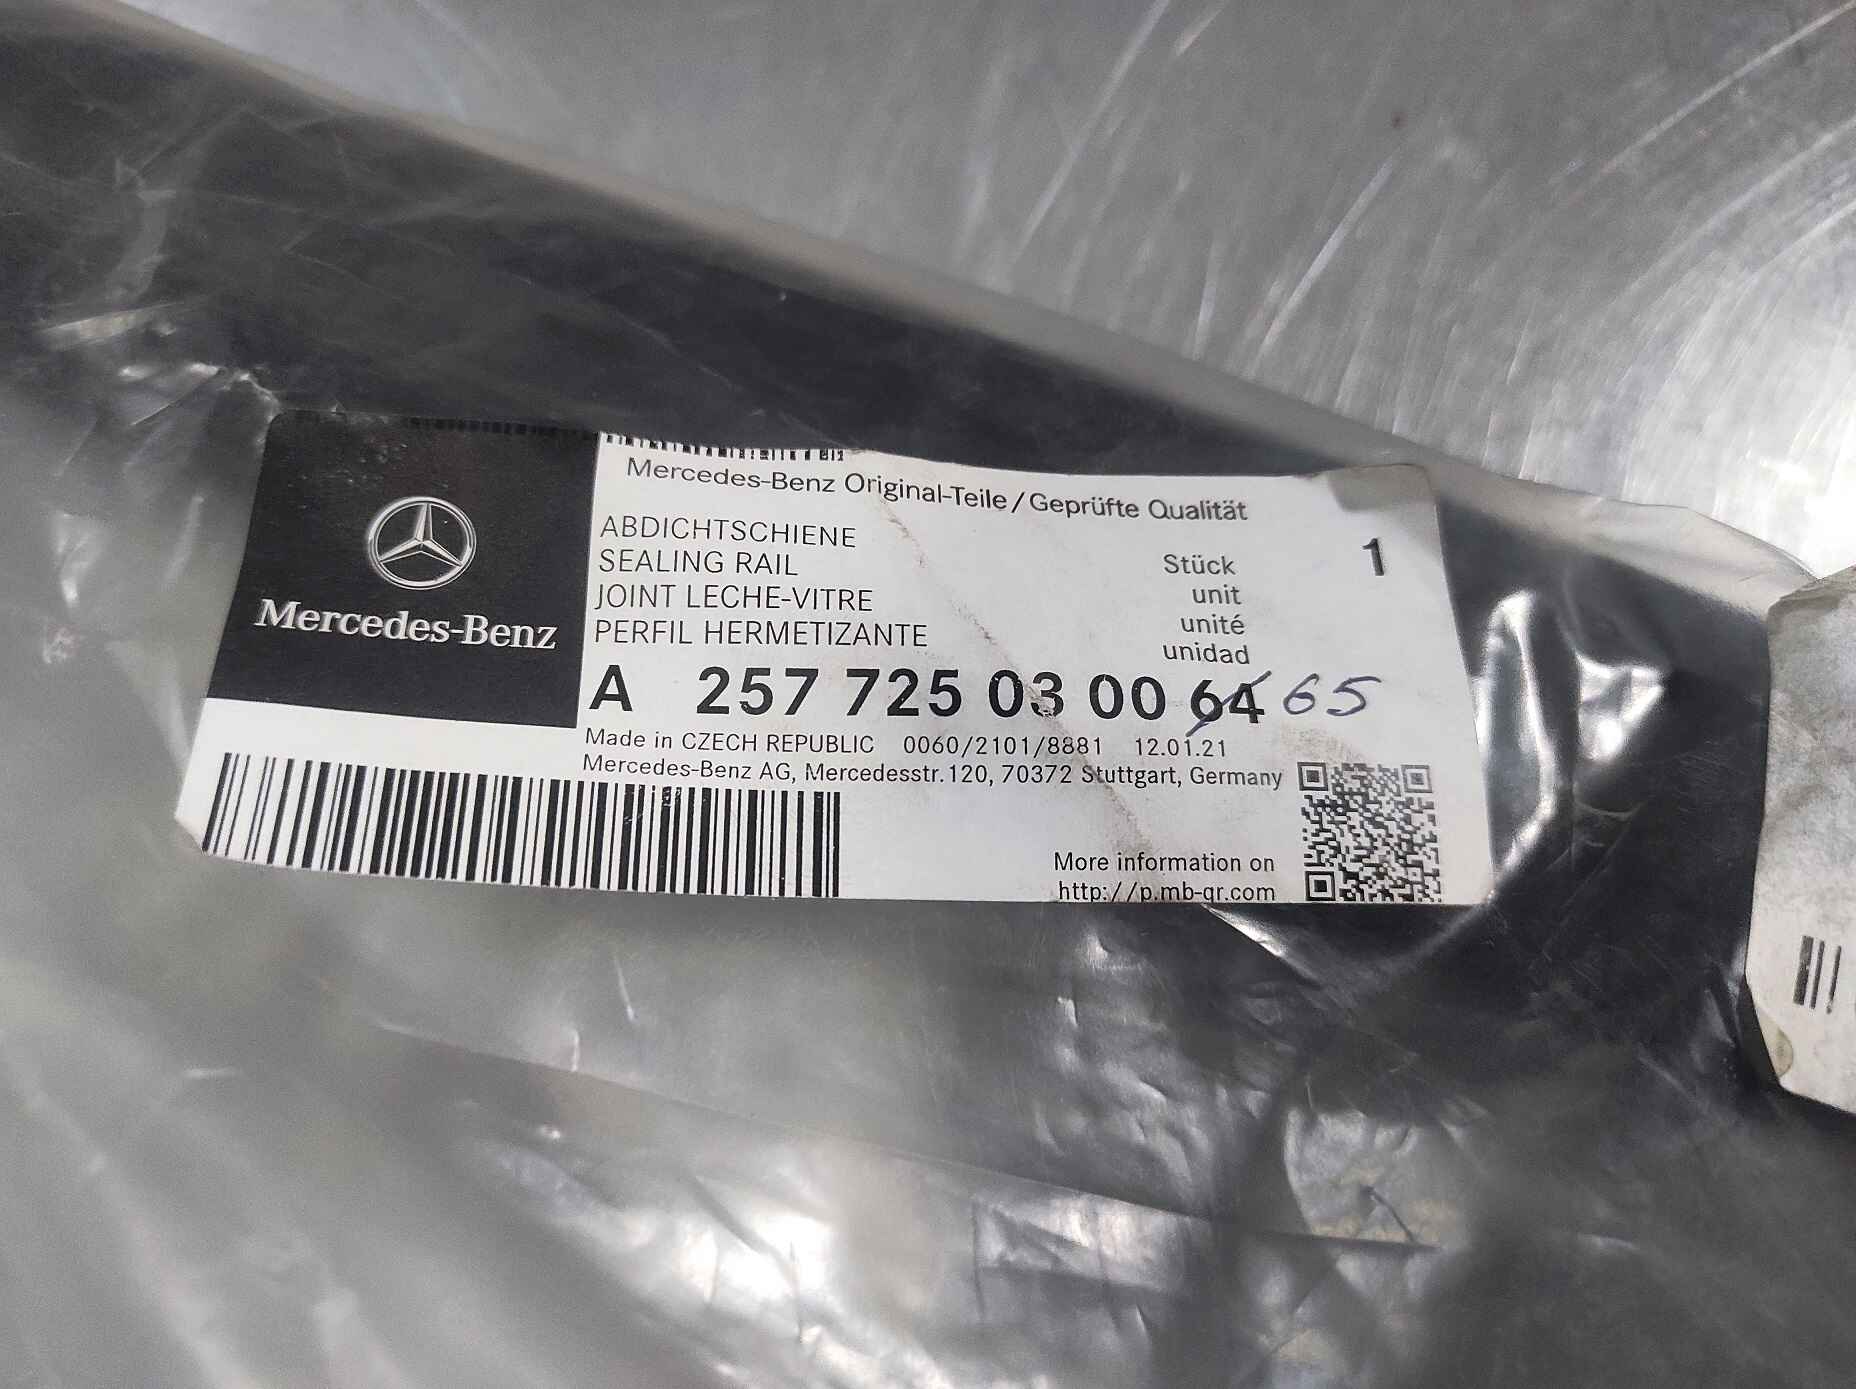 Mercedes-Benz
Mercedes-Benz Original-Teile/Geprüfte Qualität
ABDICHTSCHIENE
SEALING RAIL
JOINT LECHE-VITRE
PERFIL HERMETIZANTE
Stück 1
unit
unité
unidad
A 257 725 03 00 64 65
Made in CZECH REPUBLIC 0060/2101/8881 12.01.21
Mercedes-Benz AG, Mercedesstr.120, 70372 Stuttgart, Germany
More information on
http://p.mb-qr.com